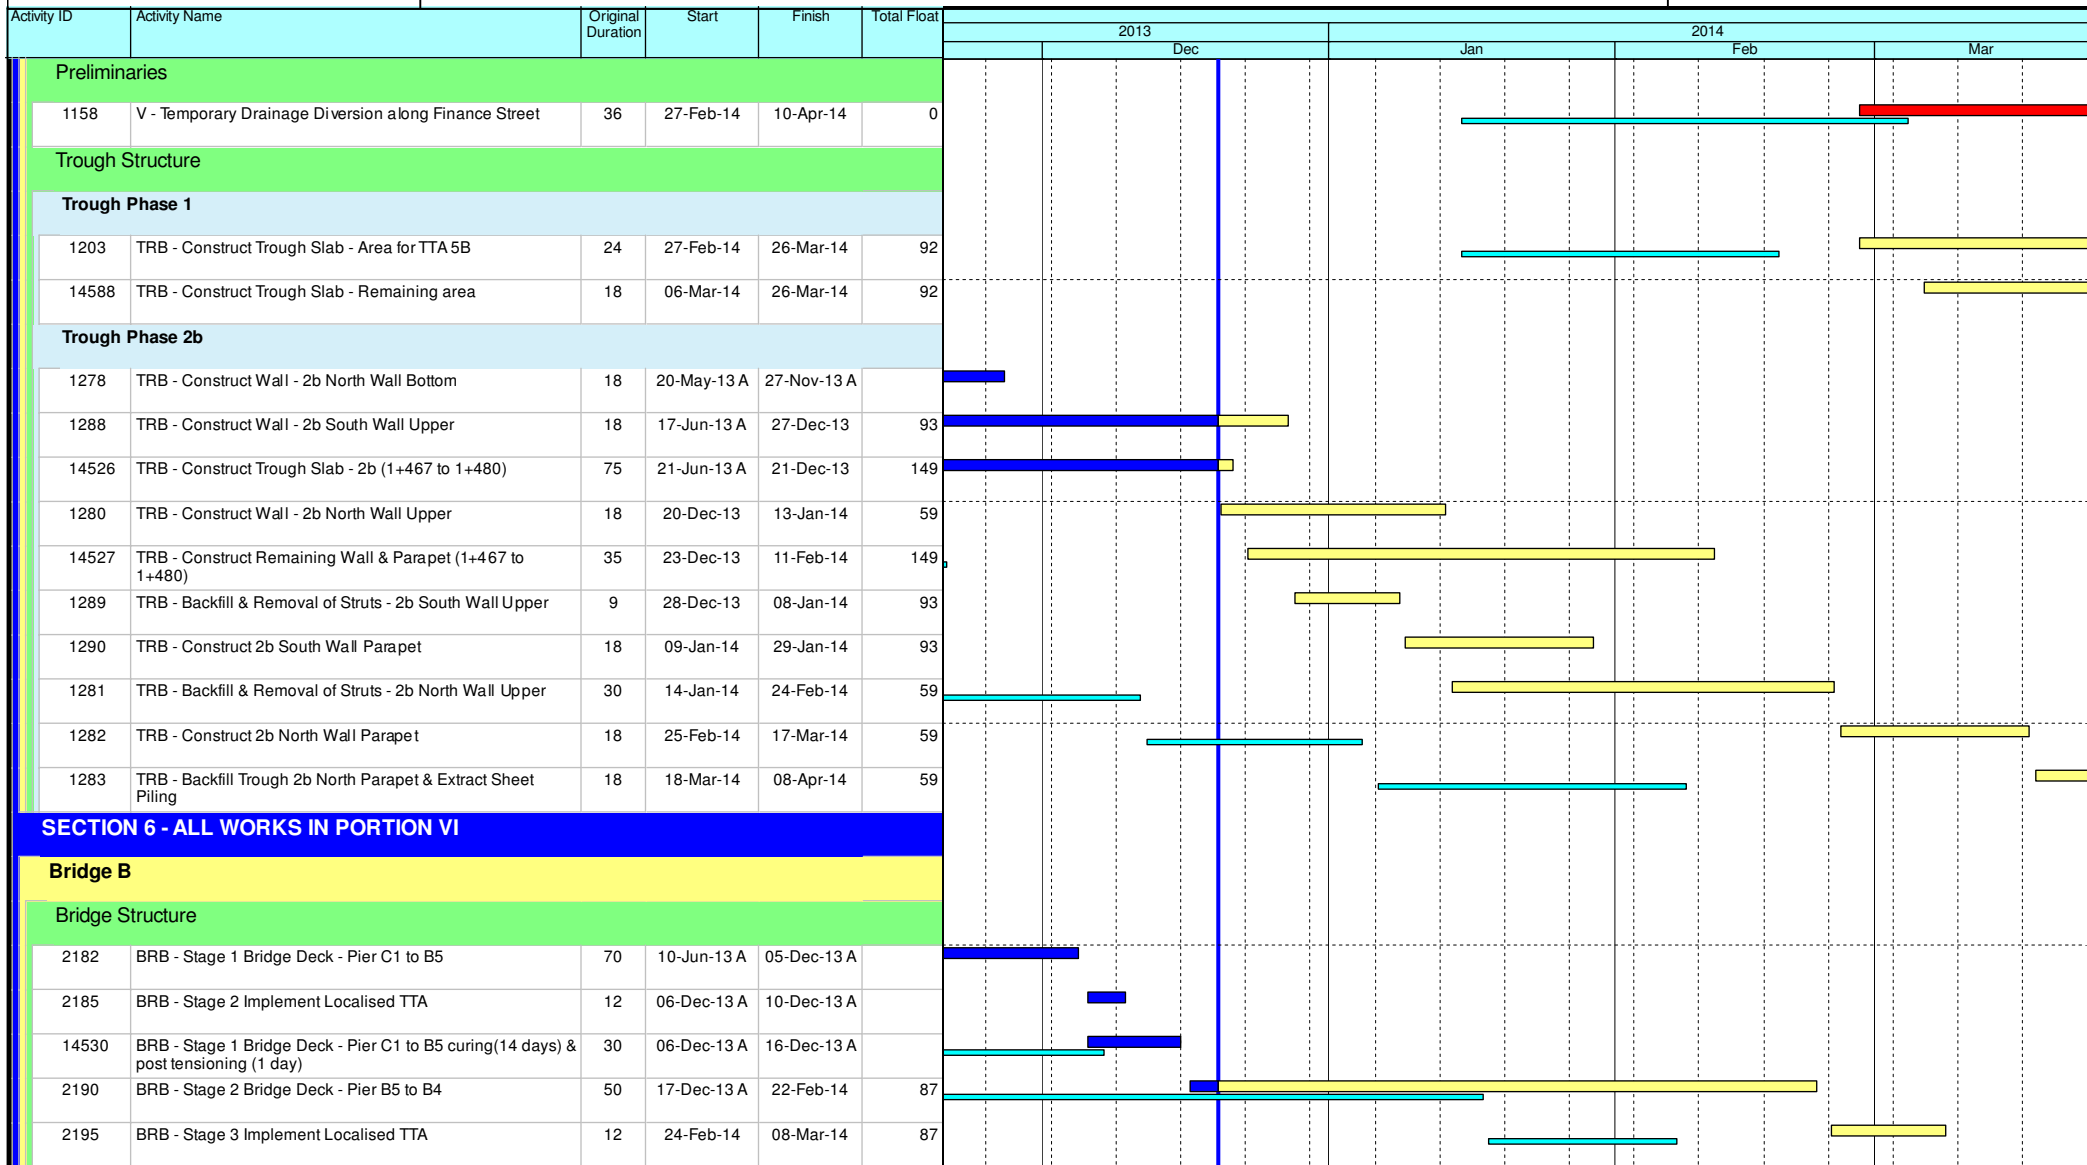 Activity ID Activity Name Original Duration Start Finish Total Float
2013 2014
Dec Jan Feb Mar
Preliminaries
1158 V - Temporary Drainage Diversion along Finance Street 36 27-Feb-14 10-Apr-14 0
Trough Structure
Trough Phase 1
1203 TRB - Construct Trough Slab - Area for TTA 5B 24 27-Feb-14 26-Mar-14 92
14588 TRB - Construct Trough Slab - Remaining area 18 06-Mar-14 26-Mar-14 92
Trough Phase 2b
1278 TRB - Construct Wall - 2b North Wall Bottom 18 20-May-13 A 27-Nov-13 A
1288 TRB - Construct Wall - 2b South Wall Upper 18 17-Jun-13 A 27-Dec-13 93
14526 TRB - Construct Trough Slab - 2b (1+467 to 1+480) 75 21-Jun-13 A 21-Dec-13 149
1280 TRB - Construct Wall - 2b North Wall Upper 18 20-Dec-13 13-Jan-14 59
14527 TRB - Construct Remaining Wall & Parapet (1+467 to 35 23-Dec-13 11-Feb-14 149
1+480)
1289 TRB - Backfill & Removal of Struts - 2b South Wall Upper 9 28-Dec-13 08-Jan-14 93
1290 TRB - Construct 2b South Wall Parapet 18 09-Jan-14 29-Jan-14 93
1281 TRB - Backfill & Removal of Struts - 2b North Wall Upper 30 14-Jan-14 24-Feb-14 59
1282 TRB - Construct 2b North Wall Parapet 18 25-Feb-14 17-Mar-14 59
1283 TRB - Backfill Trough 2b North Parapet & Extract Sheet 18 18-Mar-14 08-Apr-14 59
Piling
SECTION 6 - ALL WORKS IN PORTION VI
Bridge B
Bridge Structure
2182 BRB - Stage 1 Bridge Deck - Pier C1 to B5 70 10-Jun-13 A 05-Dec-13 A
2185 BRB - Stage 2 Implement Localised TTA 12 06-Dec-13 A 10-Dec-13 A
14530 BRB - Stage 1 Bridge Deck - Pier C1 to B5 curing(14 days) & 30 06-Dec-13 A 16-Dec-13 A
post tensioning (1 day)
2190 BRB - Stage 2 Bridge Deck - Pier B5 to B4 50 17-Dec-13 A 22-Feb-14 87
2195 BRB - Stage 3 Implement Localised TTA 12 24-Feb-14 08-Mar-14 87